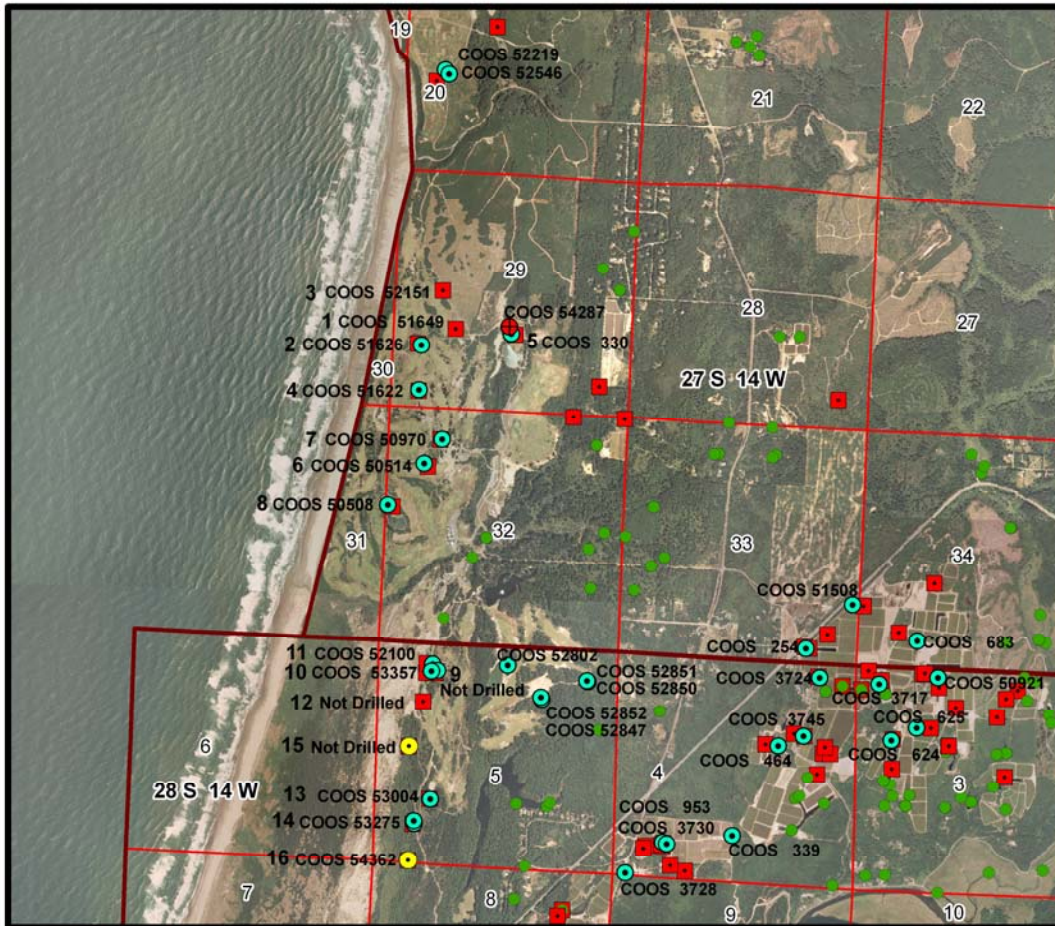 19
COOS 52219
COOS 52546
20
21
22
29
3 COOS 52151
COOS 54287
28
27
1 COOS 51649
5 COOS 330
2 COOS 51626
30
27 S 14 W
4 COOS 51622
7 COOS 50970
6 COOS 50514
8 COOS 50508
31
32
33
34
COOS 51508
11 COOS 52100
COOS 52802
COOS 254
COOS 683
10 COOS 53357
9
Not Drilled
COOS 52851
COOS 52850
COOS 3724
COOS 3717
COOS 50921
12 Not Drilled
COOS 52852
COOS 52847
COOS 3745
COOS 625
15 Not Drilled
6
COOS 464
COOS 624
28 S 14 W
5
4
3
13 COOS 53004
14 COOS 53275
COOS 953
COOS 3730
COOS 339
16 COOS 54362
COOS 3728
7
8
9
10